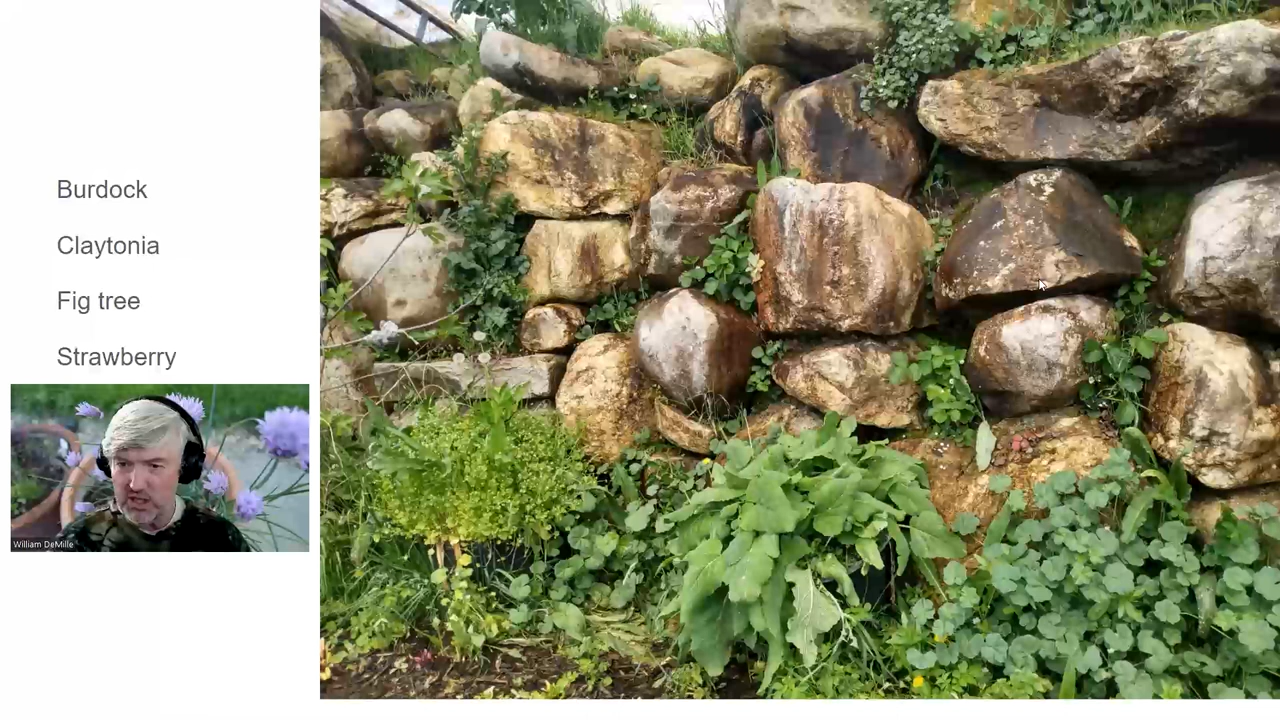 Burdock
Claytonia
Fig tree
Strawberry
William DeMille